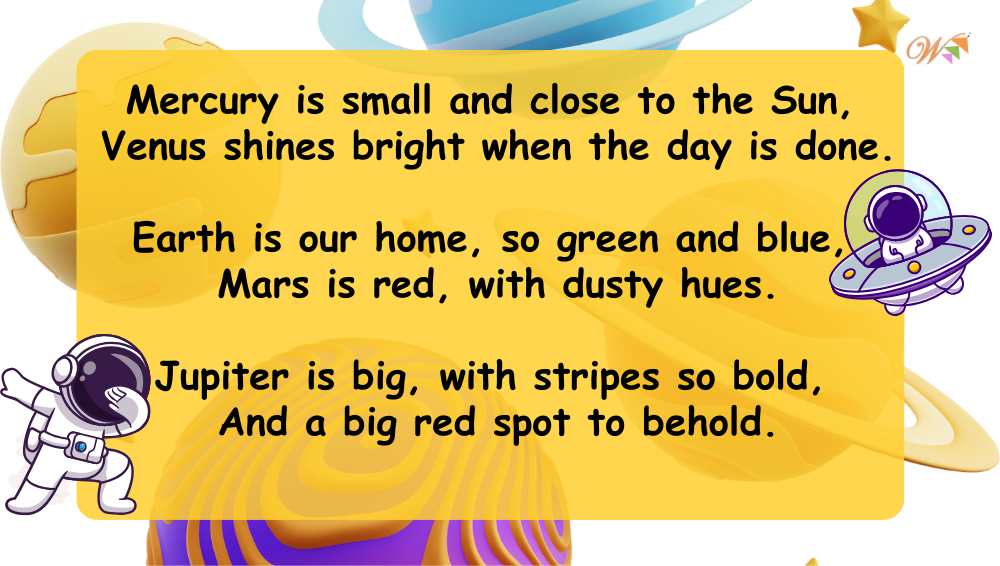 Mercury is small and close to the Sun,
Venus shines bright when the day is done.
Earth is our home, so green and blue,
Mars is red, with dusty hues.
Jupiter is big, with stripes so bold,
And a big red spot to behold.
W